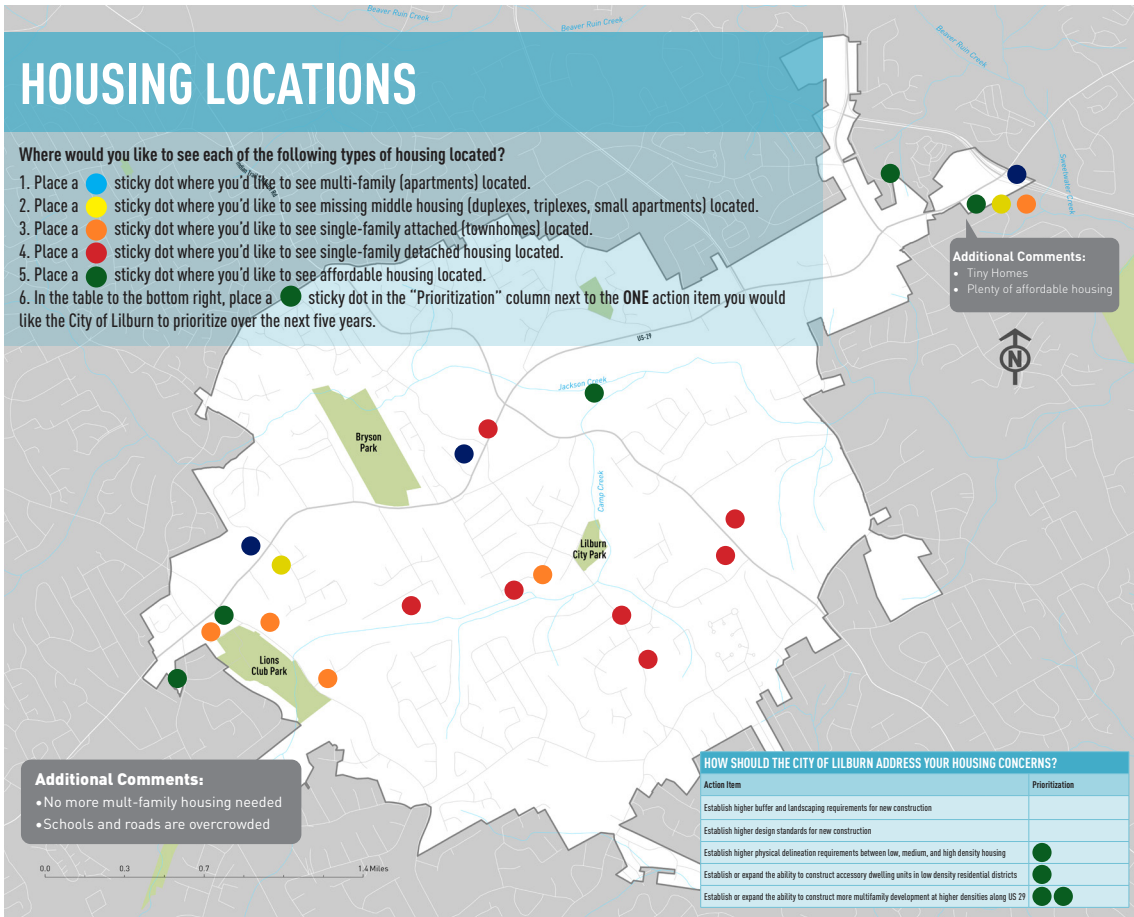 Beaver Ruin Creek
Beaver Ruin Creek
Beaver Ruin Creek
HOUSING LOCATIONS
Where would you like to see each of the following types of housing located?
1. Place a sticky dot where you'd like to see multi-family (apartments) located.
2. Place a sticky dot where you'd like to see missing middle housing (duplexes, triplexes, small apartments) located.
3. Place a sticky dot where you'd like to see single-family attached (townhomes) located.
4. Place a sticky dot where you'd like to see single-family detached housing located.
5. Place a sticky dot where you'd like to see affordable housing located.
6. In the table to the bottom right, place a sticky dot in the “Prioritization” column next to the ONE action item you would
like the City of Lilburn to prioritize over the next five years.
Sweetwater Creek
Additional Comments:
• Tiny Homes
• Plenty of affordable housing
N
US-29
Jackson Creek
Bryson
Park
Camp Creek
Lilburn
City Park
Lions
Club Park
Additional Comments:
•No more mult-family housing needed
•Schools and roads are overcrowded
0.0 0.3 0.7 1.4 Miles
HOW SHOULD THE CITY OF LILBURN ADDRESS YOUR HOUSING CONCERNS?
Action Item Prioritization
Establish higher buffer and landscaping requirements for new construction
Establish higher design standards for new construction
Establish higher physical delineation requirements between low, medium, and high density housing
Establish or expand the ability to construct accessory dwelling units in low density residential districts
Establish or expand the ability to construct more multifamily development at higher densities along US 29